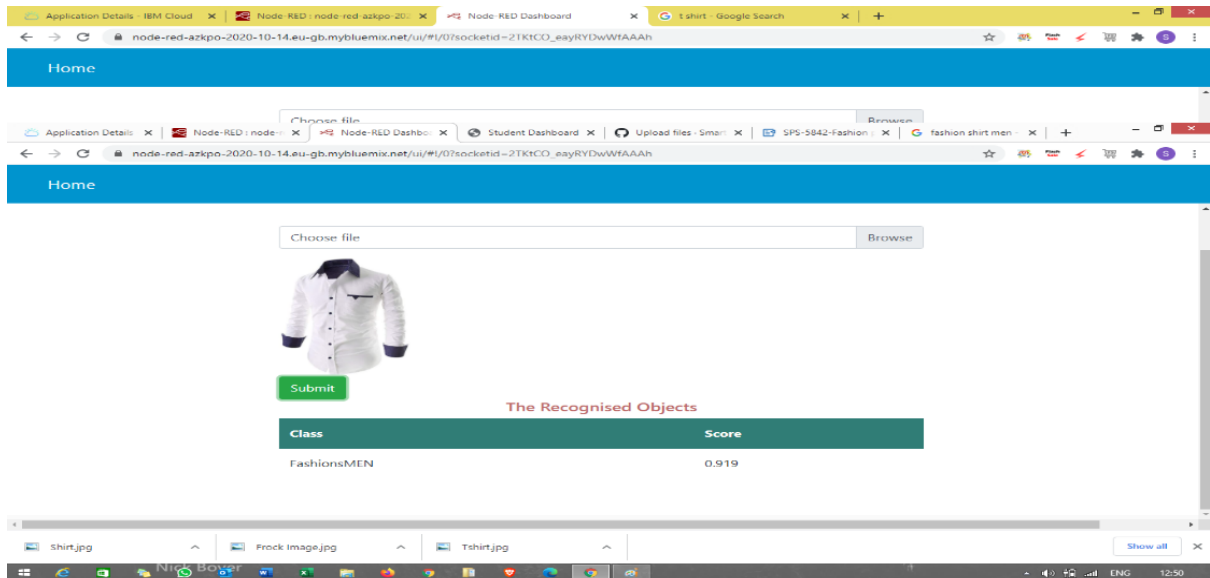 Application Details - IBM Cloud
Node-RED : node-red-azkpo-202
Node-RED Dashboard
t shirt - Google Search
node-red-azkpo-2020-10-14.eu-gb.mybluemix.net/ui/#!/0?socketid=2TKtCO_eayRYDwWfAAAh
Home
Choose file Browse
Application Details
Node-RED : node-r
Node-RED Dashbo
Student Dashboard
Upload files - Smar
SPS-5842-Fashion
fashion shirt men -
node-red-azkpo-2020-10-14.eu-gb.mybluemix.net/ui/#!/0?socketid=2TKtCO_eayRYDwWfAAAh
Home
Choose file Browse
Submit
The Recognised Objects
Class Score
FashionsMEN 0.919
Shirt.jpg
Frock Image.jpg
Tshirt.jpg
Show all
ENG 12:50